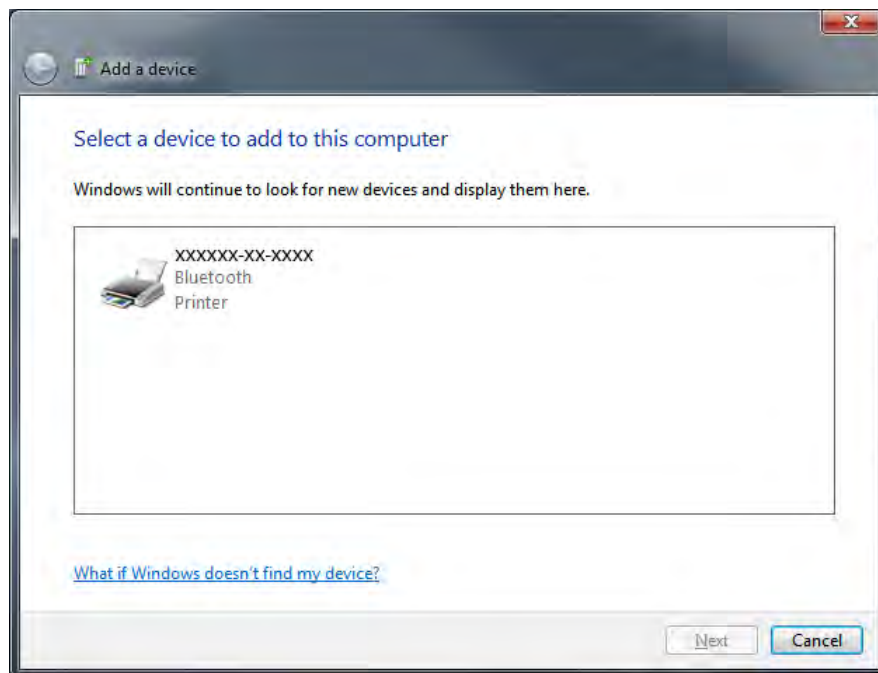 Add a device
Select a device to add to this computer
Windows will continue to look for new devices and display them here.
XXXXXX-XX-XXXX
Bluetooth
Printer
What if Windows doesn't find my device?
Next
Cancel